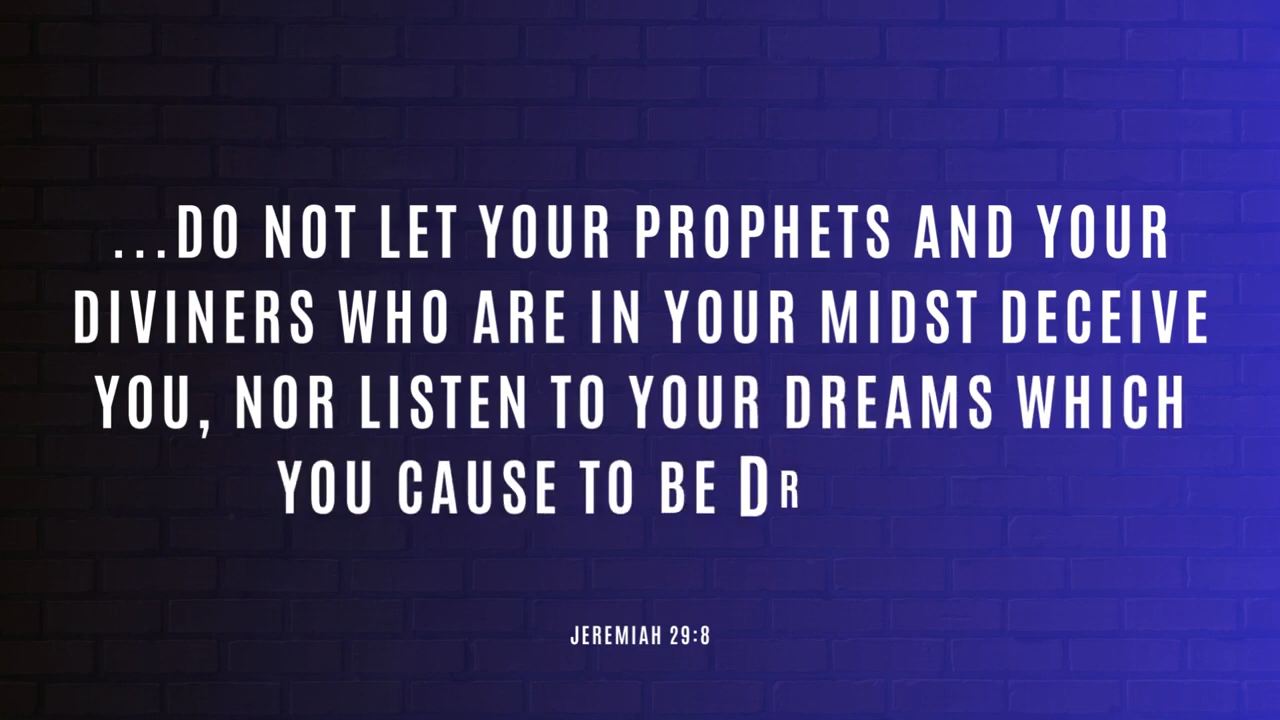 ...DO NOT LET YOUR PROPHETS AND YOUR
DIVINERS WHO ARE IN YOUR MIDST DECEIVE
YOU, NOR LISTEN TO YOUR DREAMS WHICH
YOU CAUSE TO BE DR
JEREMIAH 29:8